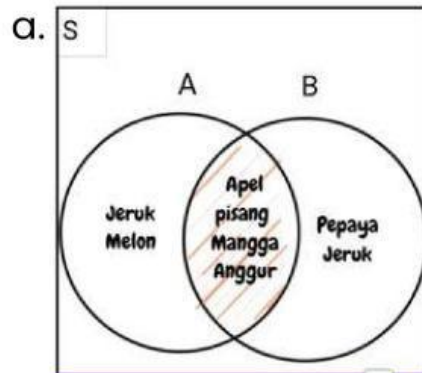 a.
S
A B
Jeruk
Melon
Apel
pisang
Mangga
Anggur
Pepaya
Jeruk